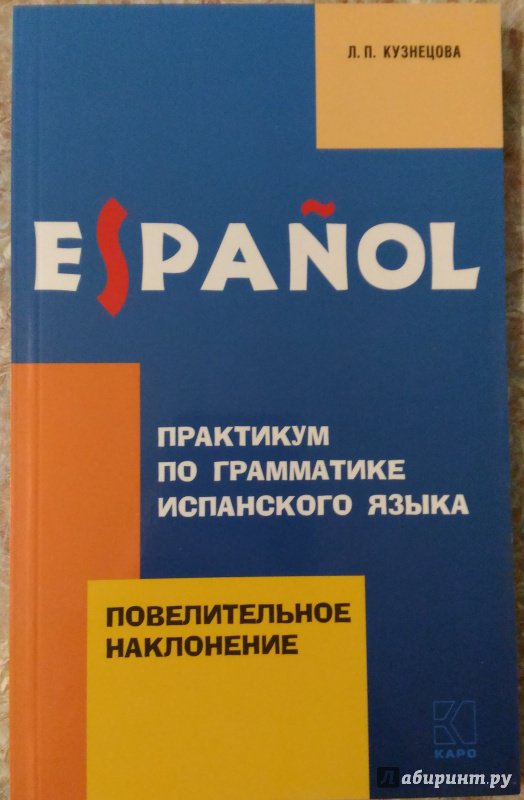 Л. П. КУЗНЕЦОВА
ESPAÑOL
ПРАКТИКУМ
ПО ГРАММАТИКЕ
ИСПАНСКОГО ЯЗЫКА
ПОВЕЛИТЕЛЬНОЕ
НАКЛОНЕНИЕ
КАРО
Лабиринт.ру